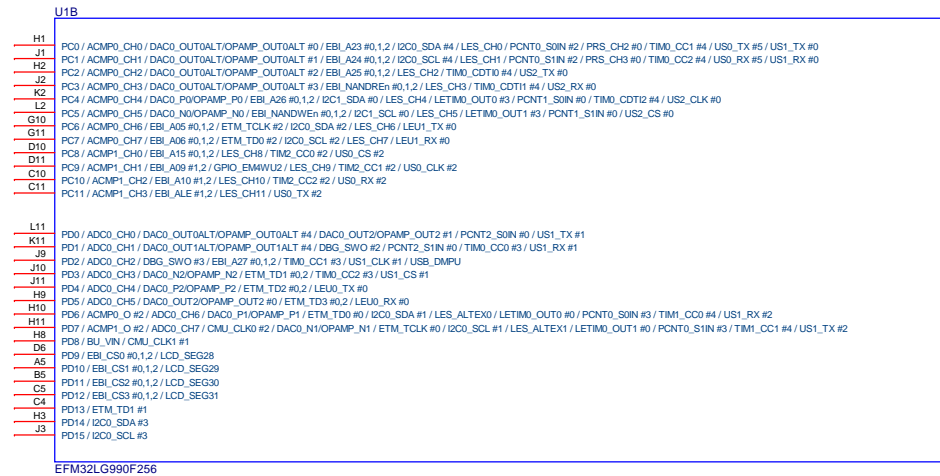 U1B
H1 PC0 / ACMP0_CH0 / DAC0_OUT0ALT/OPAMP_OUT0ALT #0 / EBI_A23 #0,1,2 / I2C0_SDA #4 / LES_CH0 / PCNT0_S0IN #2 / PRS_CH2 #0 / TIM0_CC1 #4 / US0_TX #5 / US1_TX #0
J1 PC1 / ACMP0_CH1 / DAC0_OUT0ALT/OPAMP_OUT0ALT #1 / EBI_A24 #0,1,2 / I2C0_SCL #4 / LES_CH1 / PCNT0_S1IN #2 / PRS_CH3 #0 / TIM0_CC2 #4 / US0_RX #5 / US1_RX #0
H2 PC2 / ACMP0_CH2 / DAC0_OUT0ALT/OPAMP_OUT0ALT #2 / EBI_A25 #0,1,2 / LES_CH2 / TIM0_CDTI0 #4 / US2_TX #0
J2 PC3 / ACMP0_CH3 / DAC0_OUT0ALT/OPAMP_OUT0ALT #3 / EBI_NANDREn #0,1,2 / LES_CH3 / TIM0_CDTI1 #4 / US2_RX #0
K2 PC4 / ACMP0_CH4 / DAC0_P0/OPAMP_P0 / EBI_A26 #0,1,2 / I2C1_SDA #0 / LES_CH4 / LETIM0_OUT0 #3 / PCNT1_S0IN #0 / TIM0_CDTI2 #4 / US2_CLK #0
L2 PC5 / ACMP0_CH5 / DAC0_N0/OPAMP_N0 / EBI_NANDWEn #0,1,2 / I2C1_SCL #0 / LES_CH5 / LETIM0_OUT1 #3 / PCNT1_S1IN #0 / US2_CS #0
G10 PC6 / ACMP0_CH6 / EBI_A05 #0,1,2 / ETM_TCLK #2 / I2C0_SDA #2 / LES_CH6 / LEU1_TX #0
G11 PC7 / ACMP0_CH7 / EBI_A06 #0,1,2 / ETM_TD0 #2 / I2C0_SCL #2 / LES_CH7 / LEU1_RX #0
D10 PC8 / ACMP1_CH0 / EBI_A15 #0,1,2 / LES_CH8 / TIM2_CC0 #2 / US0_CS #2
D11 PC9 / ACMP1_CH1 / EBI_A09 #1,2 / GPIO_EM4WU2 / LES_CH9 / TIM2_CC1 #2 / US0_CLK #2
C10 PC10 / ACMP1_CH2 / EBI_A10 #1,2 / LES_CH10 / TIM2_CC2 #2 / US0_RX #2
C11 PC11 / ACMP1_CH3 / EBI_ALE #1,2 / LES_CH11 / US0_TX #2
L11 PD0 / ADC0_CH0 / DAC0_OUT0ALT/OPAMP_OUT0ALT #4 / DAC0_OUT2/OPAMP_OUT2 #1 / PCNT2_S0IN #0 / US1_TX #1
K11 PD1 / ADC0_CH1 / DAC0_OUT1ALT/OPAMP_OUT1ALT #4 / DBG_SWO #2 / PCNT2_S1IN #0 / TIM0_CC0 #3 / US1_RX #1
J9 PD2 / ADC0_CH2 / DBG_SWO #3 / EBI_A27 #0,1,2 / TIM0_CC1 #3 / US1_CLK #1 / USB_DMPU
J10 PD3 / ADC0_CH3 / DAC0_N2/OPAMP_N2 / ETM_TD1 #0,2 / TIM0_CC2 #3 / US1_CS #1
J11 PD4 / ADC0_CH4 / DAC0_P2/OPAMP_P2 / ETM_TD2 #0,2 / LEU0_TX #0
H9 PD5 / ADC0_CH5 / DAC0_OUT2/OPAMP_OUT2 #0 / ETM_TD3 #0,2 / LEU0_RX #0
H10 PD6 / ACMP0_O #2 / ADC0_CH6 / DAC0_P1/OPAMP_P1 / ETM_TD0 #0 / I2C0_SDA #1 / LES_ALTEX0 / LETIM0_OUT0 #0 / PCNT0_S0IN #3 / TIM1_CC0 #4 / US1_RX #2
H11 PD7 / ACMP1_O #2 / ADC0_CH7 / CMU_CLK0 #2 / DAC0_N1/OPAMP_N1 / ETM_TCLK #0 / I2C0_SCL #1 / LES_ALTEX1 / LETIM0_OUT1 #0 / PCNT0_S1IN #3 / TIM1_CC1 #4 / US1_TX #2
H8 PD8 / BU_VIN / CMU_CLK1 #1
D6 PD9 / EBI_CS0 #0,1,2 / LCD_SEG28
A5 PD10 / EBI_CS1 #0,1,2 / LCD_SEG29
B5 PD11 / EBI_CS2 #0,1,2 / LCD_SEG30
C5 PD12 / EBI_CS3 #0,1,2 / LCD_SEG31
C4 PD13 / ETM_TD1 #1
H3 PD14 / I2C0_SDA #3
J3 PD15 / I2C0_SCL #3
EFM32LG990F256